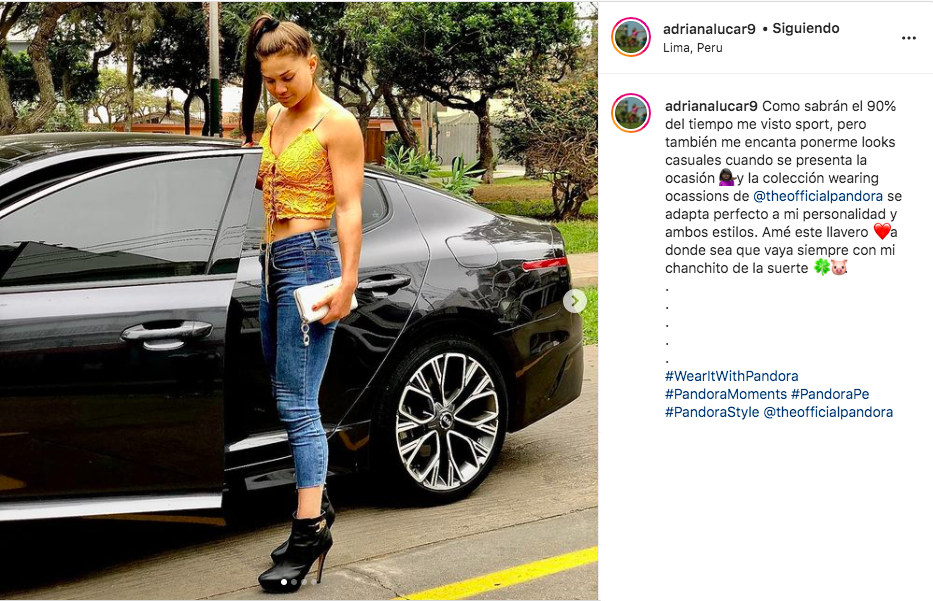 adrianalucar9 • Siguiendo
Lima, Peru
adrianalucar9 Como sabrán el 90%
del tiempo me visto sport, pero
también me encanta ponerme looks
casuales cuando se presenta la
ocasión 💁🏿‍♀️y la colección wearing
ocassions de @theofficialpandora se
adapta perfecto a mi personalidad y
ambos estilos. Amé este llavero ❤️a
donde sea que vaya siempre con mi
chanchito de la suerte 🍀🐷
.
.
.
.
.
#WearItWithPandora
#PandoraMoments #PandoraPe
#PandoraStyle @theofficialpandora